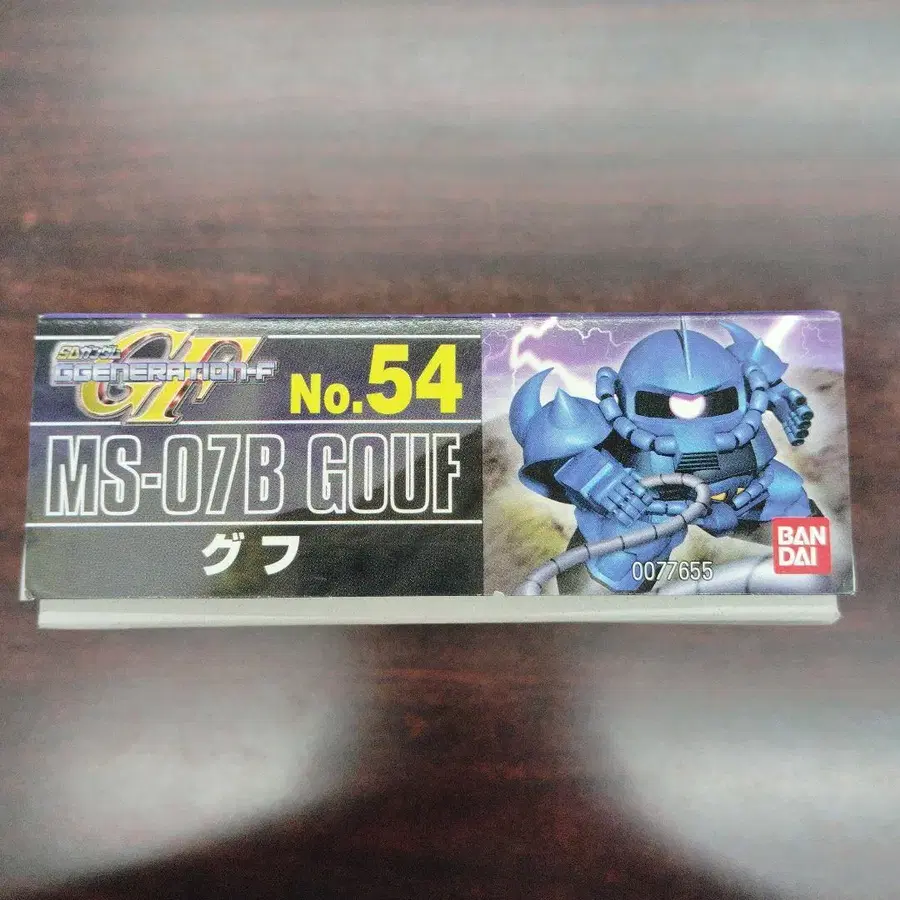 SDガンダム
GGENERATION-F
GF
No.54
MS-07B GOUF
グフ
0077655
BAN
DAI